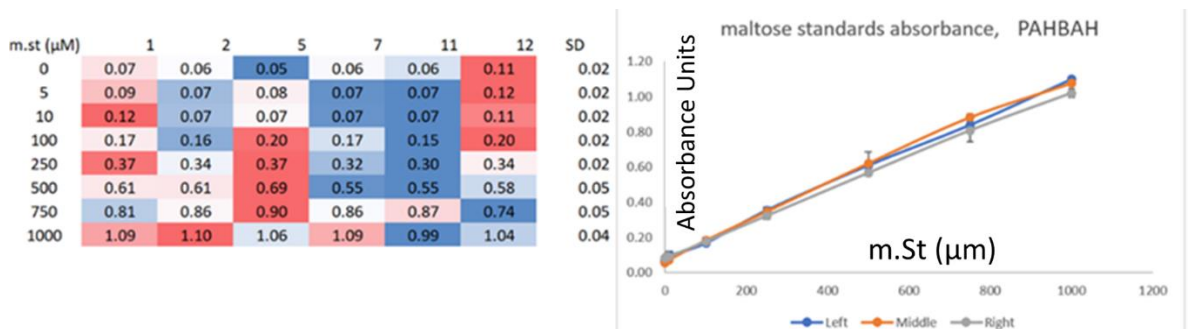 m.st (µM) 1 2 5 7 11 12 SD
0 0.07 0.06 0.05 0.06 0.06 0.11 0.02
5 0.09 0.07 0.08 0.07 0.07 0.12 0.02
10 0.12 0.07 0.07 0.07 0.07 0.11 0.02
100 0.17 0.16 0.20 0.17 0.15 0.20 0.02
250 0.37 0.34 0.37 0.32 0.30 0.34 0.02
500 0.61 0.61 0.69 0.55 0.55 0.58 0.05
750 0.81 0.86 0.90 0.86 0.87 0.74 0.05
1000 1.09 1.10 1.06 1.09 0.99 1.04 0.04
maltose standards absorbance, PAHBAH
Absorbance Units
1.20
1.00
0.80
0.60
0.40
0.20
0.00
m.St (µm)
0 200 400 600 800 1000 1200
Left Middle Right